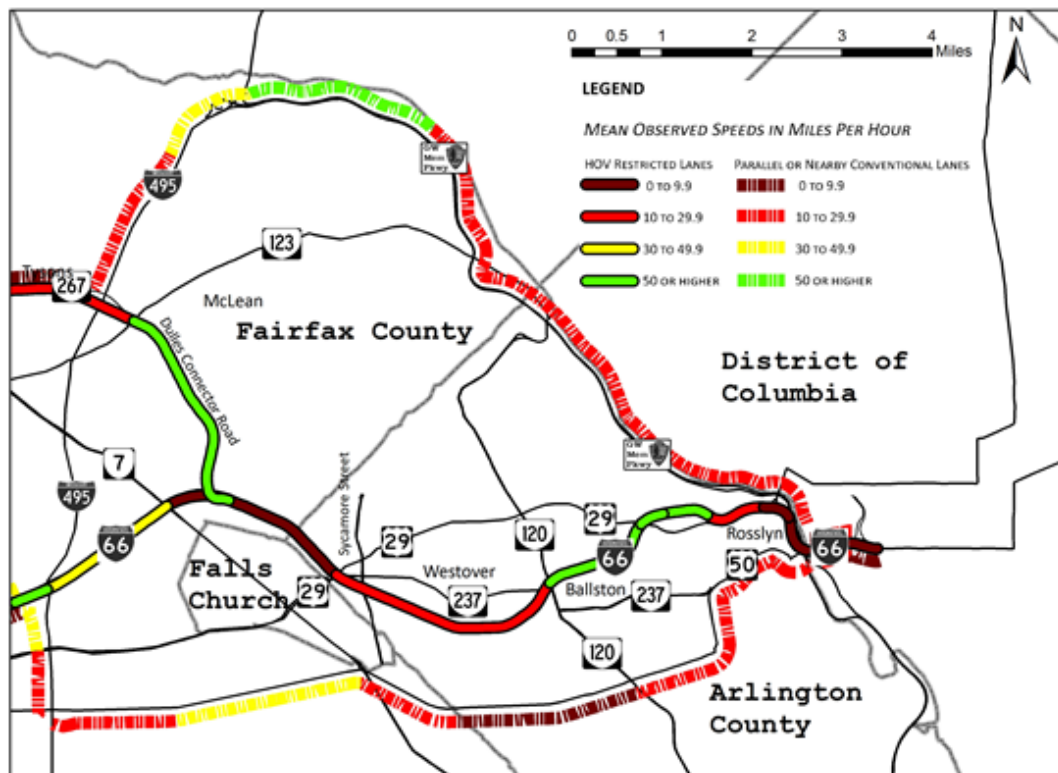 N
0 0.5 1 2 3 4
Miles
LEGEND
MEAN OBSERVED SPEEDS IN MILES PER HOUR
HOV RESTRICTED LANES
PARALLEL OR NEARBY CONVENTIONAL LANES
0 TO 9.9
0 TO 9.9
10 TO 29.9
10 TO 29.9
30 TO 49.9
30 TO 49.9
50 OR HIGHER
50 OR HIGHER
GW
Mem
Pkwy
495
123
Tysons
267
McLean
Fairfax County
Dulles Connector Road
District of
Columbia
GW
Mem
Pkwy
7
495
Sycamore Street
66
29
120
29
66
Rosslyn
66
50
Falls
Church
29
Westover
237
Ballston
237
120
Arlington
County